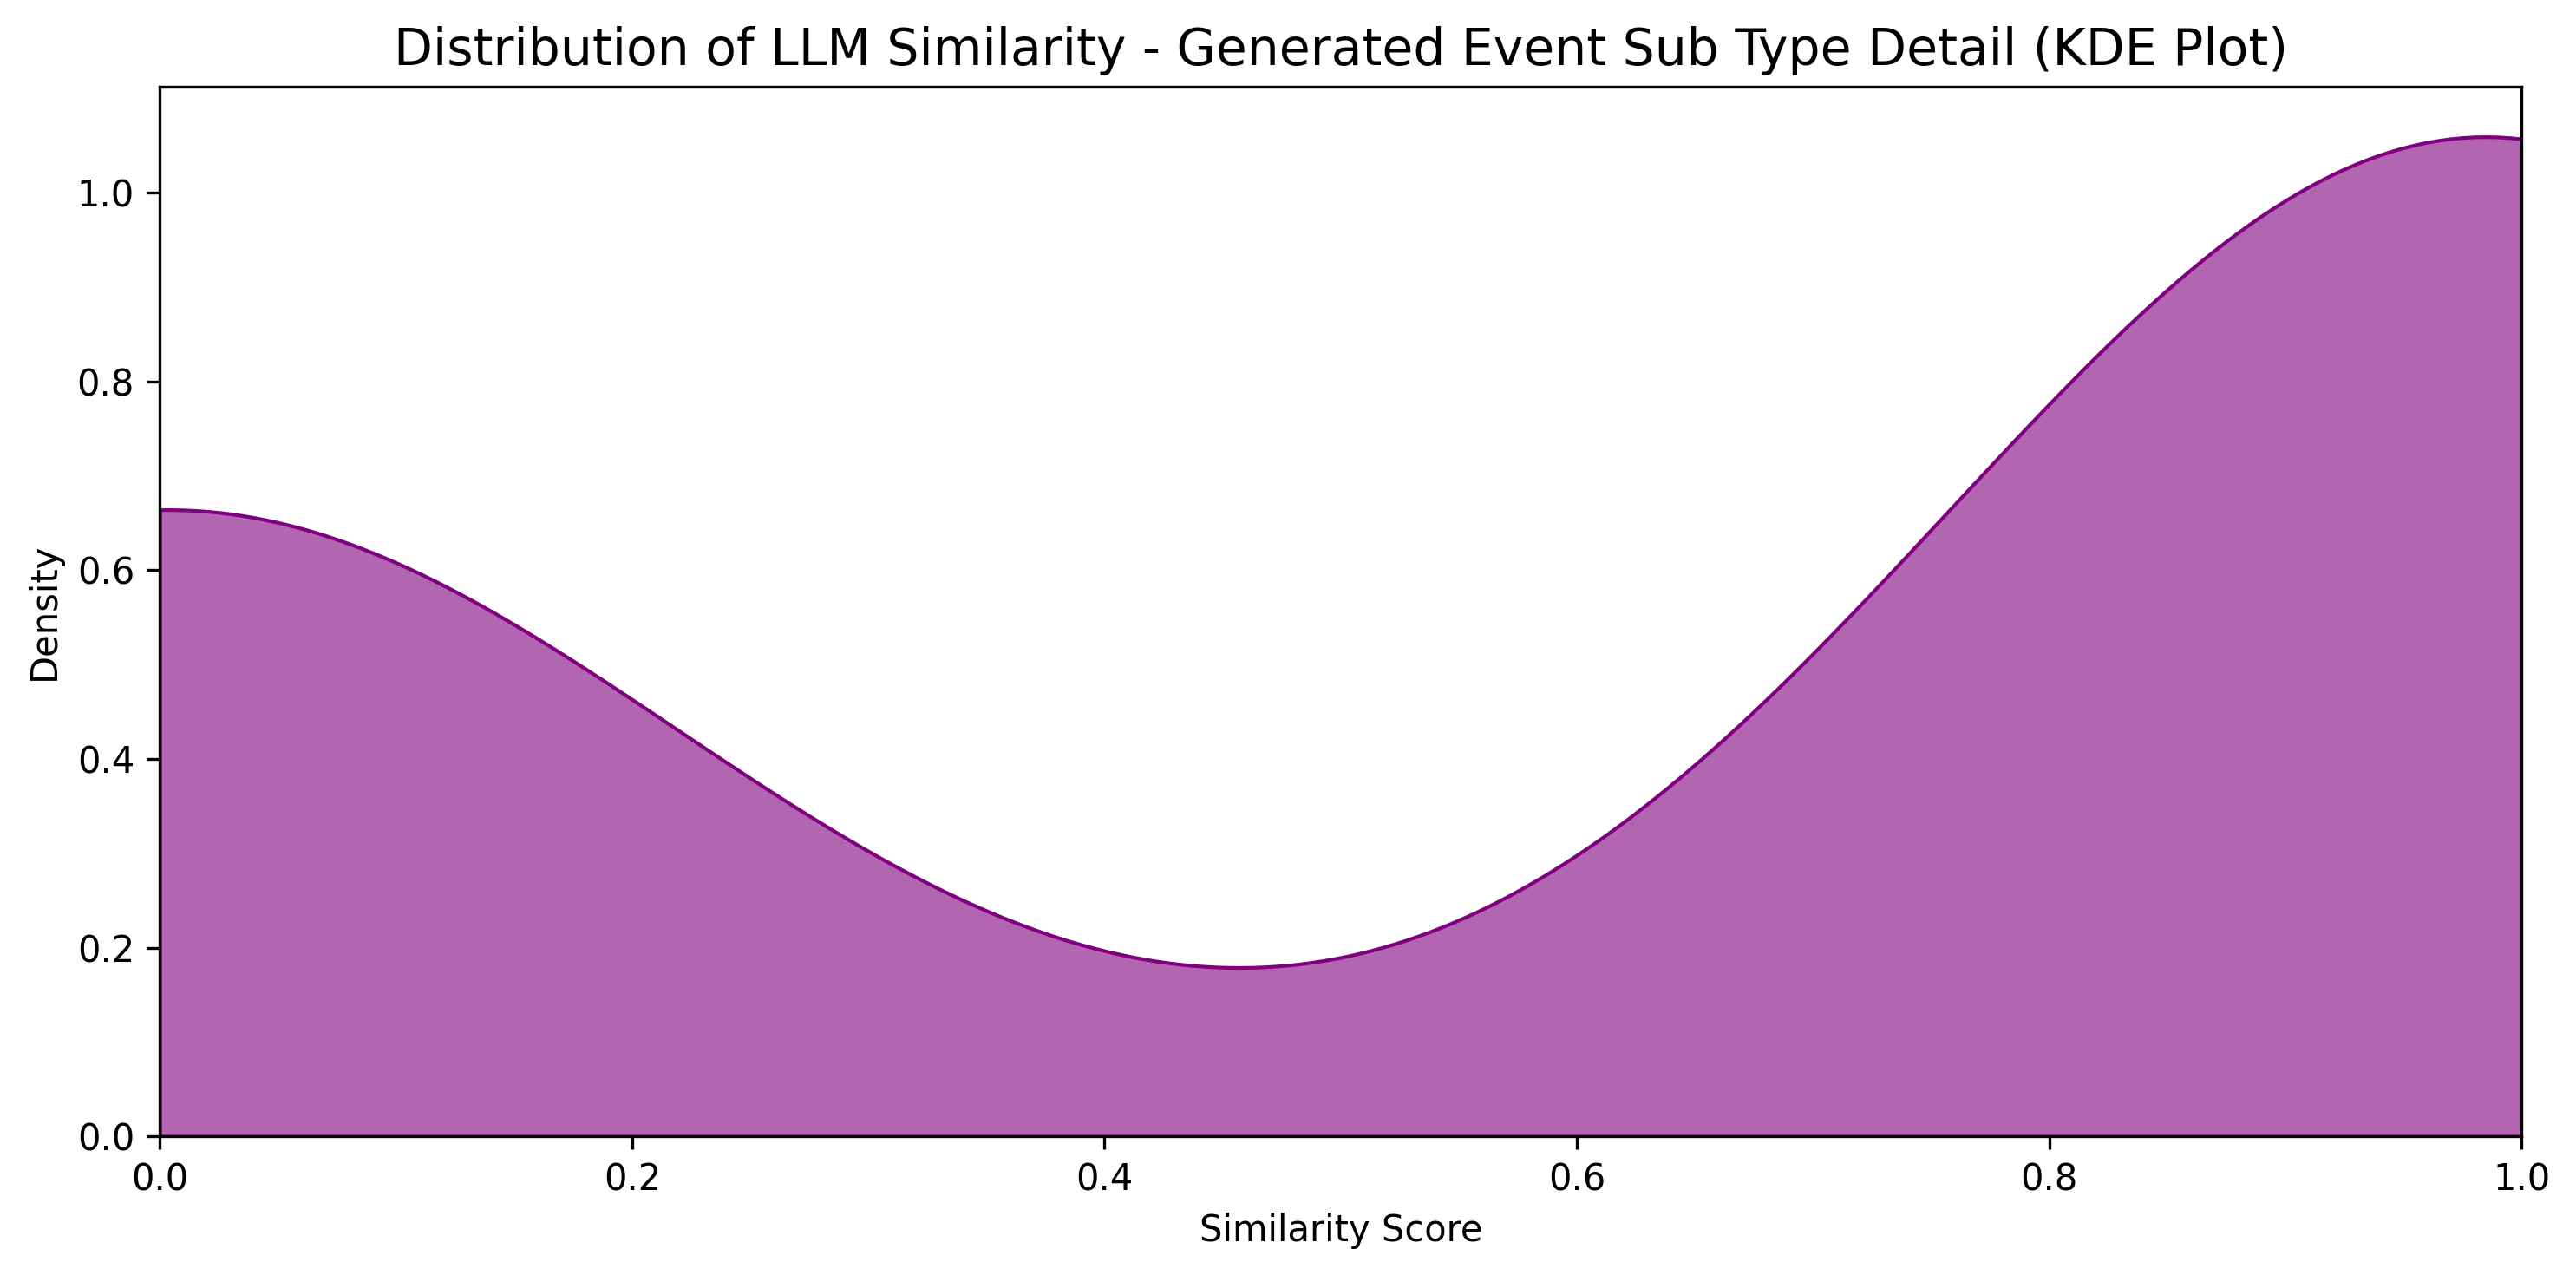 Distribution of LLM Similarity - Generated Event Sub Type Detail (KDE Plot)
1.0
0.8
0.6
0.4
0.2
0.0
Density
0.0 0.2 0.4 0.6 0.8 1.0
Similarity Score